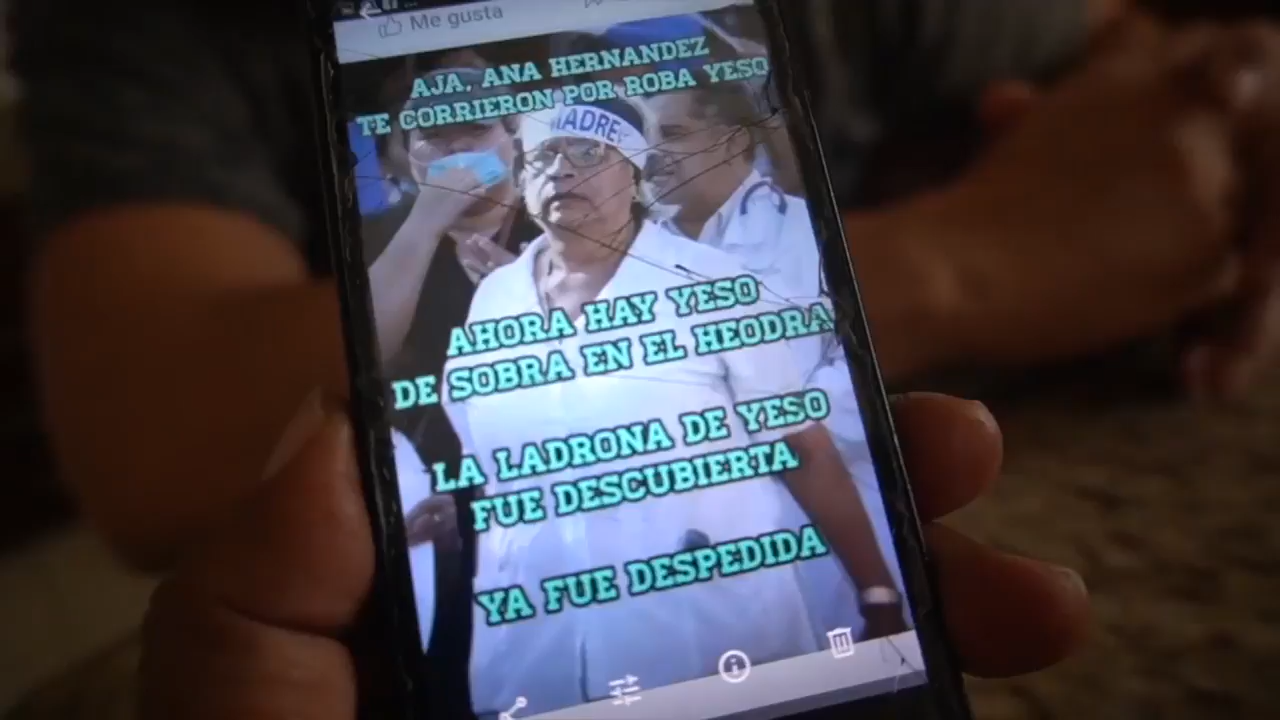 Me gusta
AJA, ANA HERNANDEZ
TE CORRIERON POR ROBA YESO
MADRE
AHORA HAY YESO
DE SOBRA EN EL HEODRA
LA LADRONA DE YESO
FUE DESCUBIERTA
YA FUE DESPEDIDA